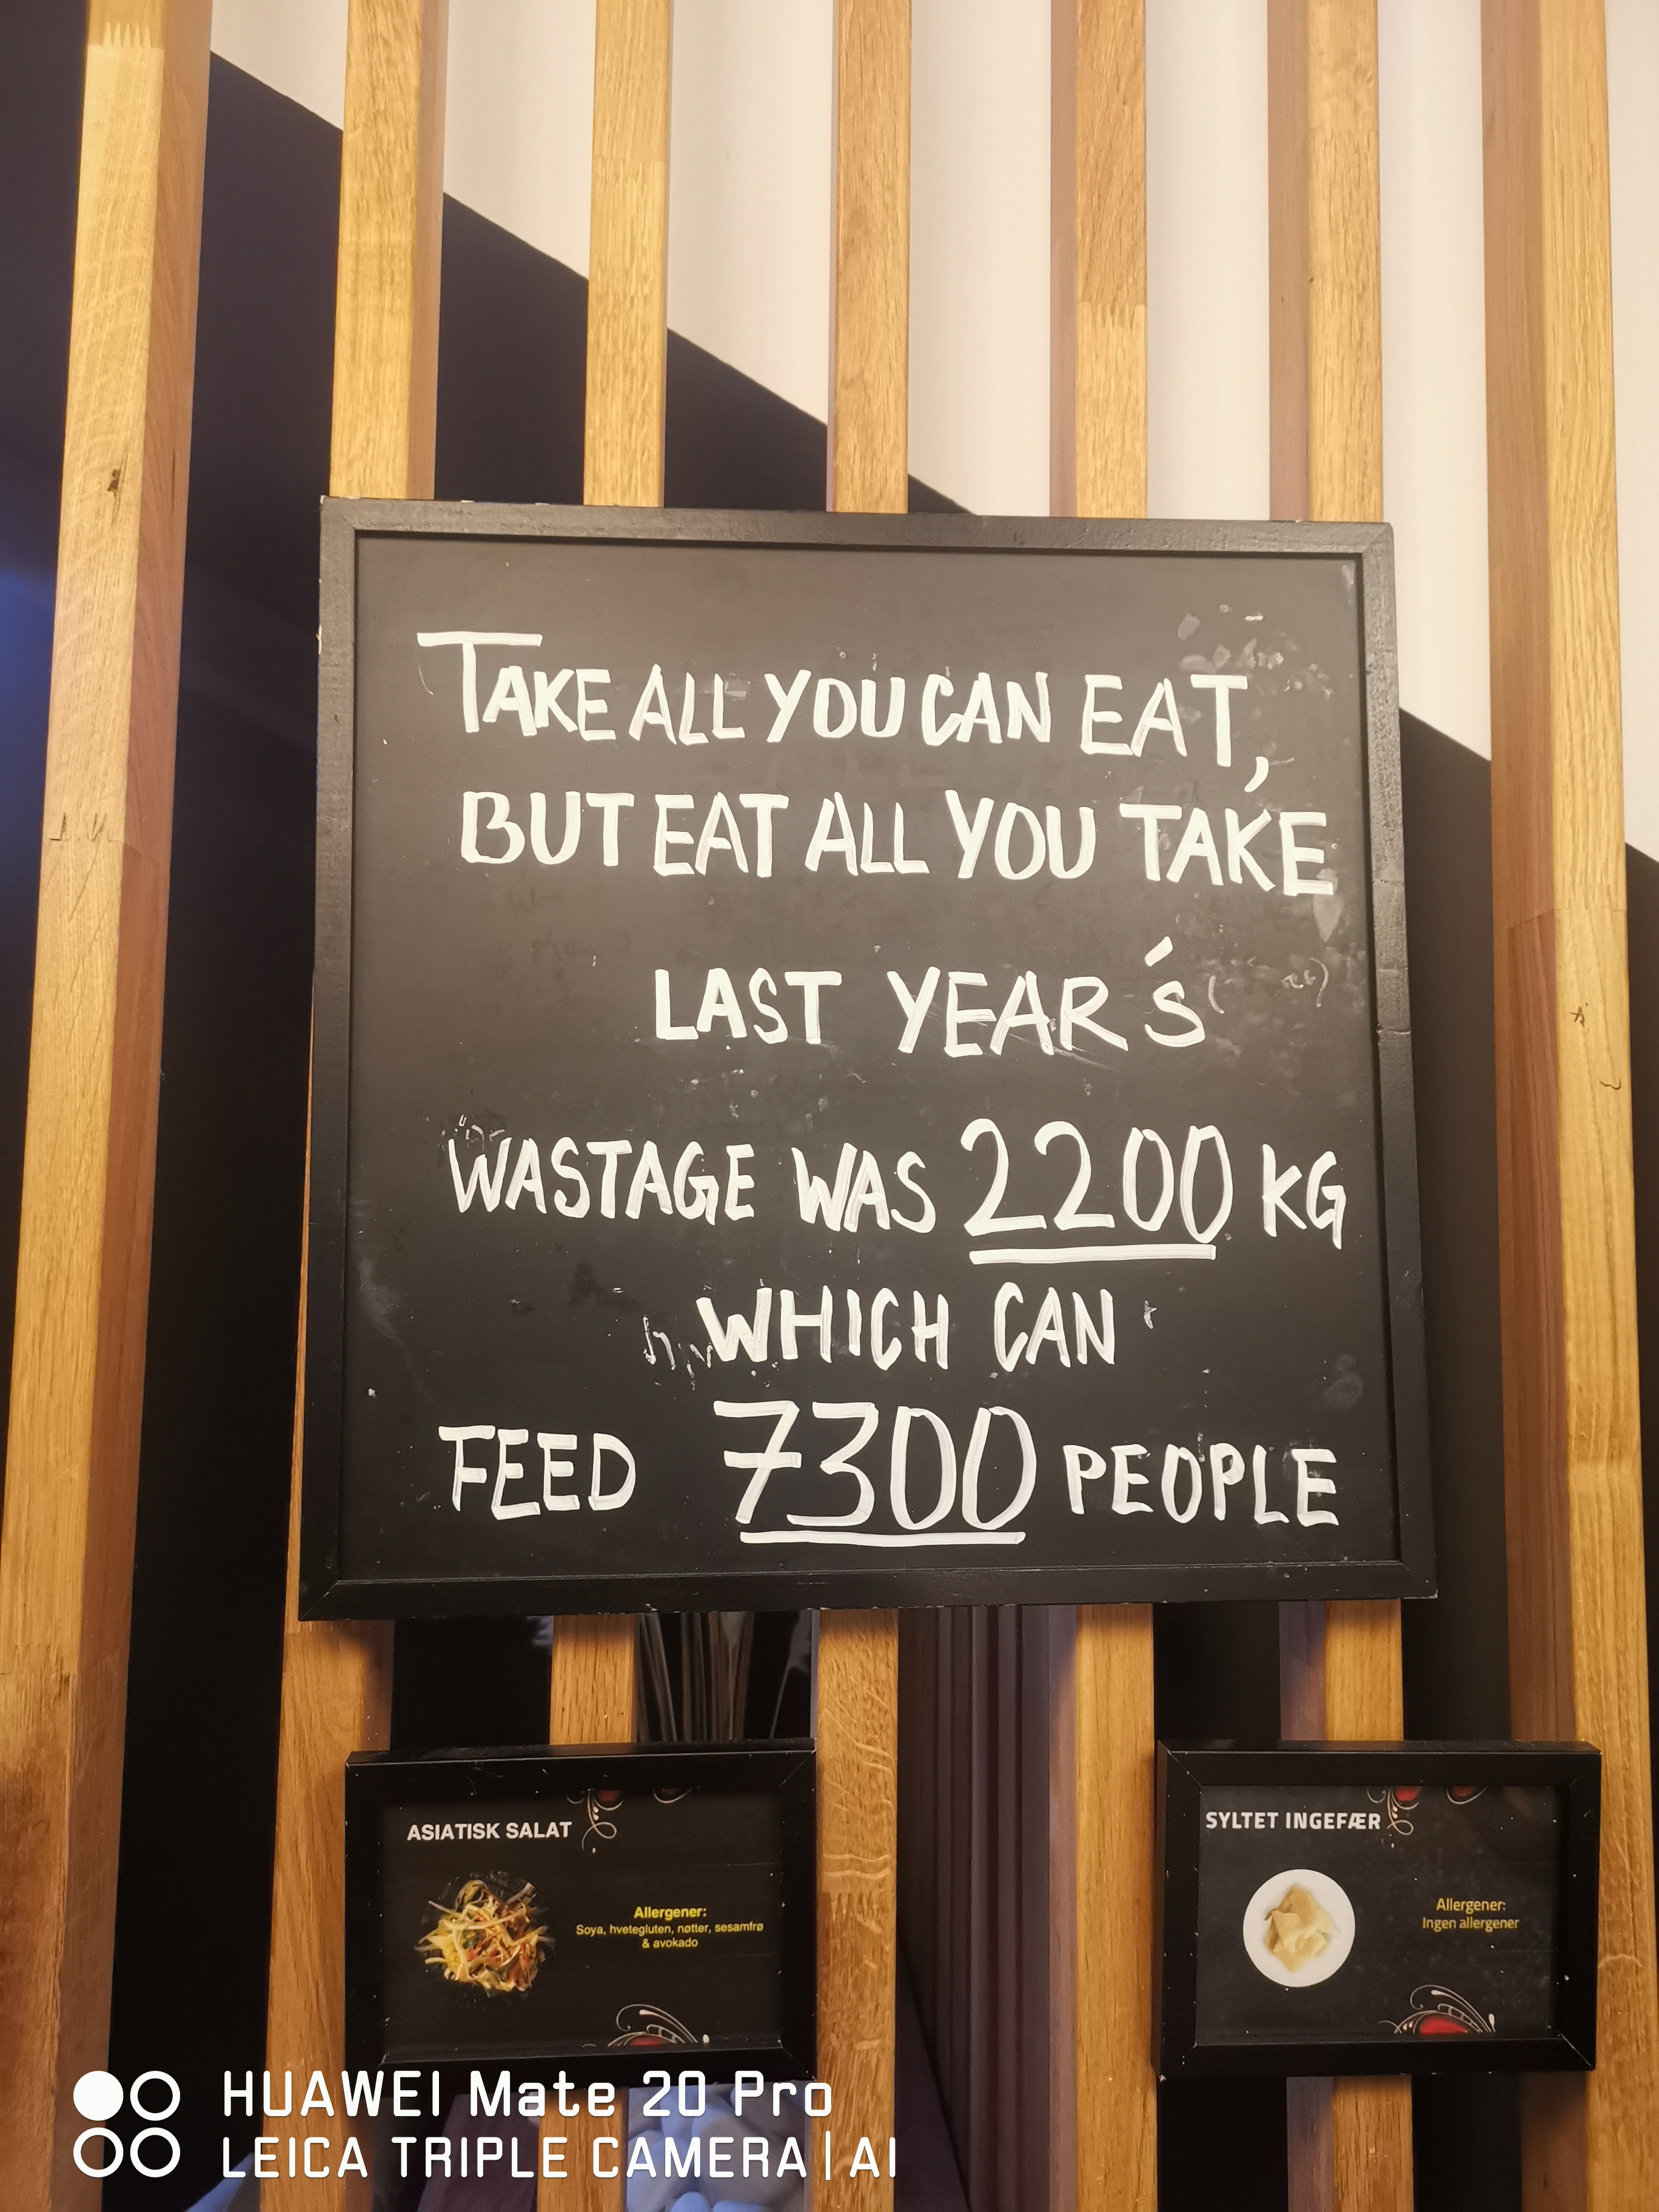 TAKE ALL YOU CAN EAT,
BUT EAT ALL YOU TAKE
LAST YEAR´S
WASTAGE WAS 2200 KG
WHICH CAN
FEED 7300 PEOPLE
ASIATISK SALAT
Allergener:
Soya, hvetegluten, nøtter, sesamfrø
& avokado
SYLTET INGEFÆR
Allergener:
Ingen allergener
HUAWEI Mate 20 Pro
LEICA TRIPLE CAMERA | AI